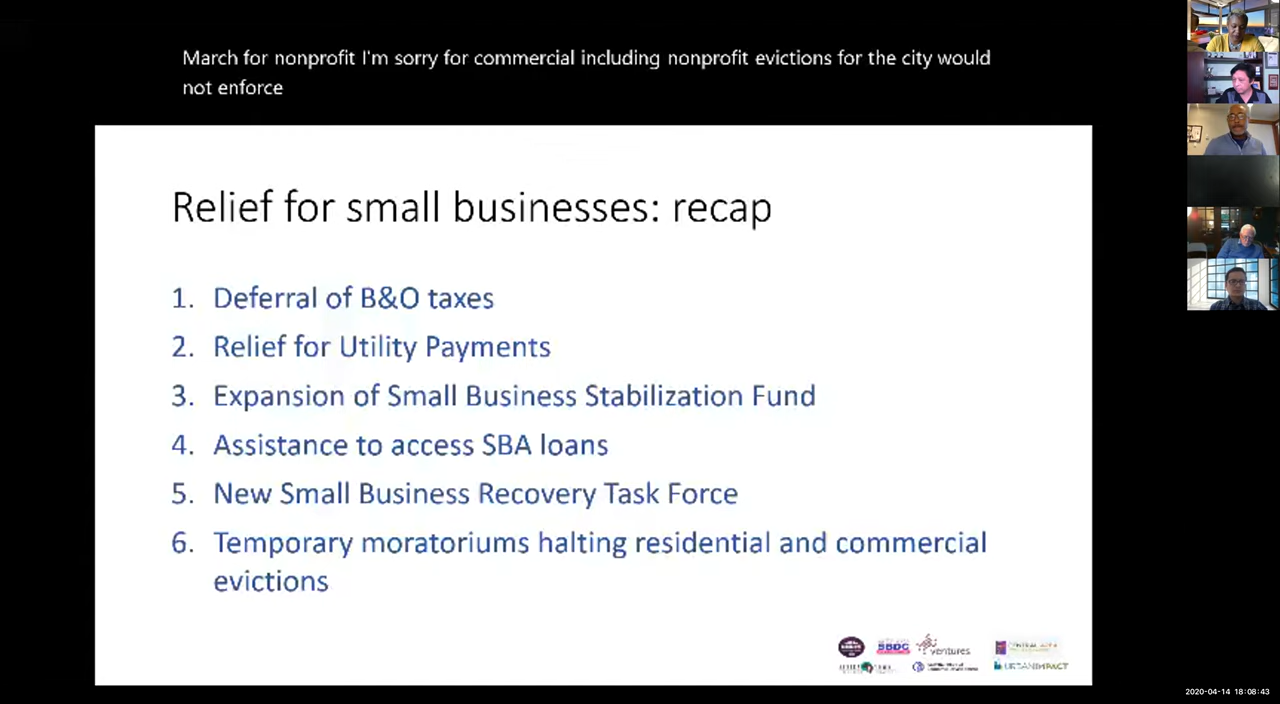 March for nonprofit I'm sorry for commercial including nonprofit evictions for the city would
not enforce
Relief for small businesses: recap
1. Deferral of B&O taxes
2. Relief for Utility Payments
3. Expansion of Small Business Stabilization Fund
4. Assistance to access SBA loans
5. New Small Business Recovery Task Force
6. Temporary moratoriums halting residential and commercial
evictions
SBDC
ventures
URBANIMPACT
2020-04-14 18:08:43